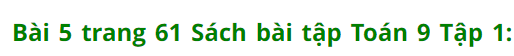 Bài 5 trang 61 Sách bài tập Toán 9 Tập 1: